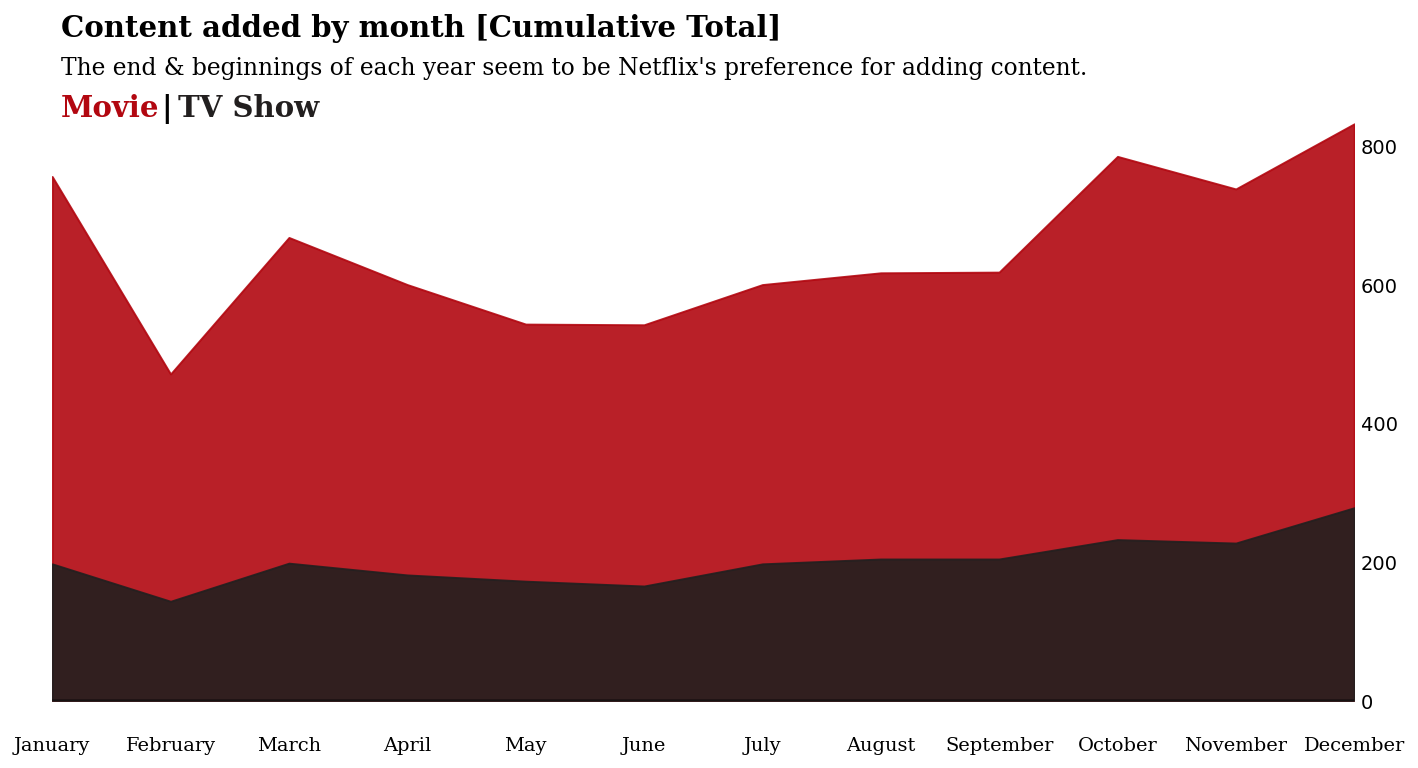 Content added by month [Cumulative Total]
The end & beginnings of each year seem to be Netflix's preference for adding content.
Movie | TV Show
800
600
400
200
0
January February March April May June July August September October November December